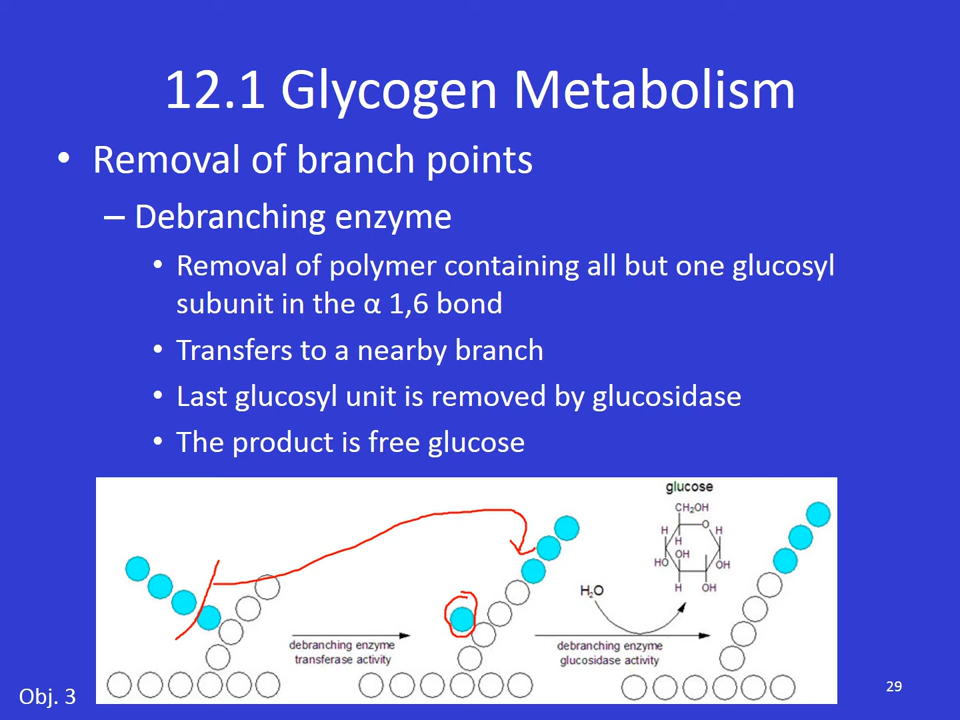 12.1 Glycogen Metabolism
• Removal of branch points
– Debranching enzyme
• Removal of polymer containing all but one glucosyl
subunit in the α 1,6 bond
• Transfers to a nearby branch
• Last glucosyl unit is removed by glucosidase
• The product is free glucose
glucose
CH₂OH
O
H
H
H
OH
HO
OH
H
OH
H₂O
debranching enzyme
transferase activity
debranching enzyme
glucosidase activity
Obj. 3
29